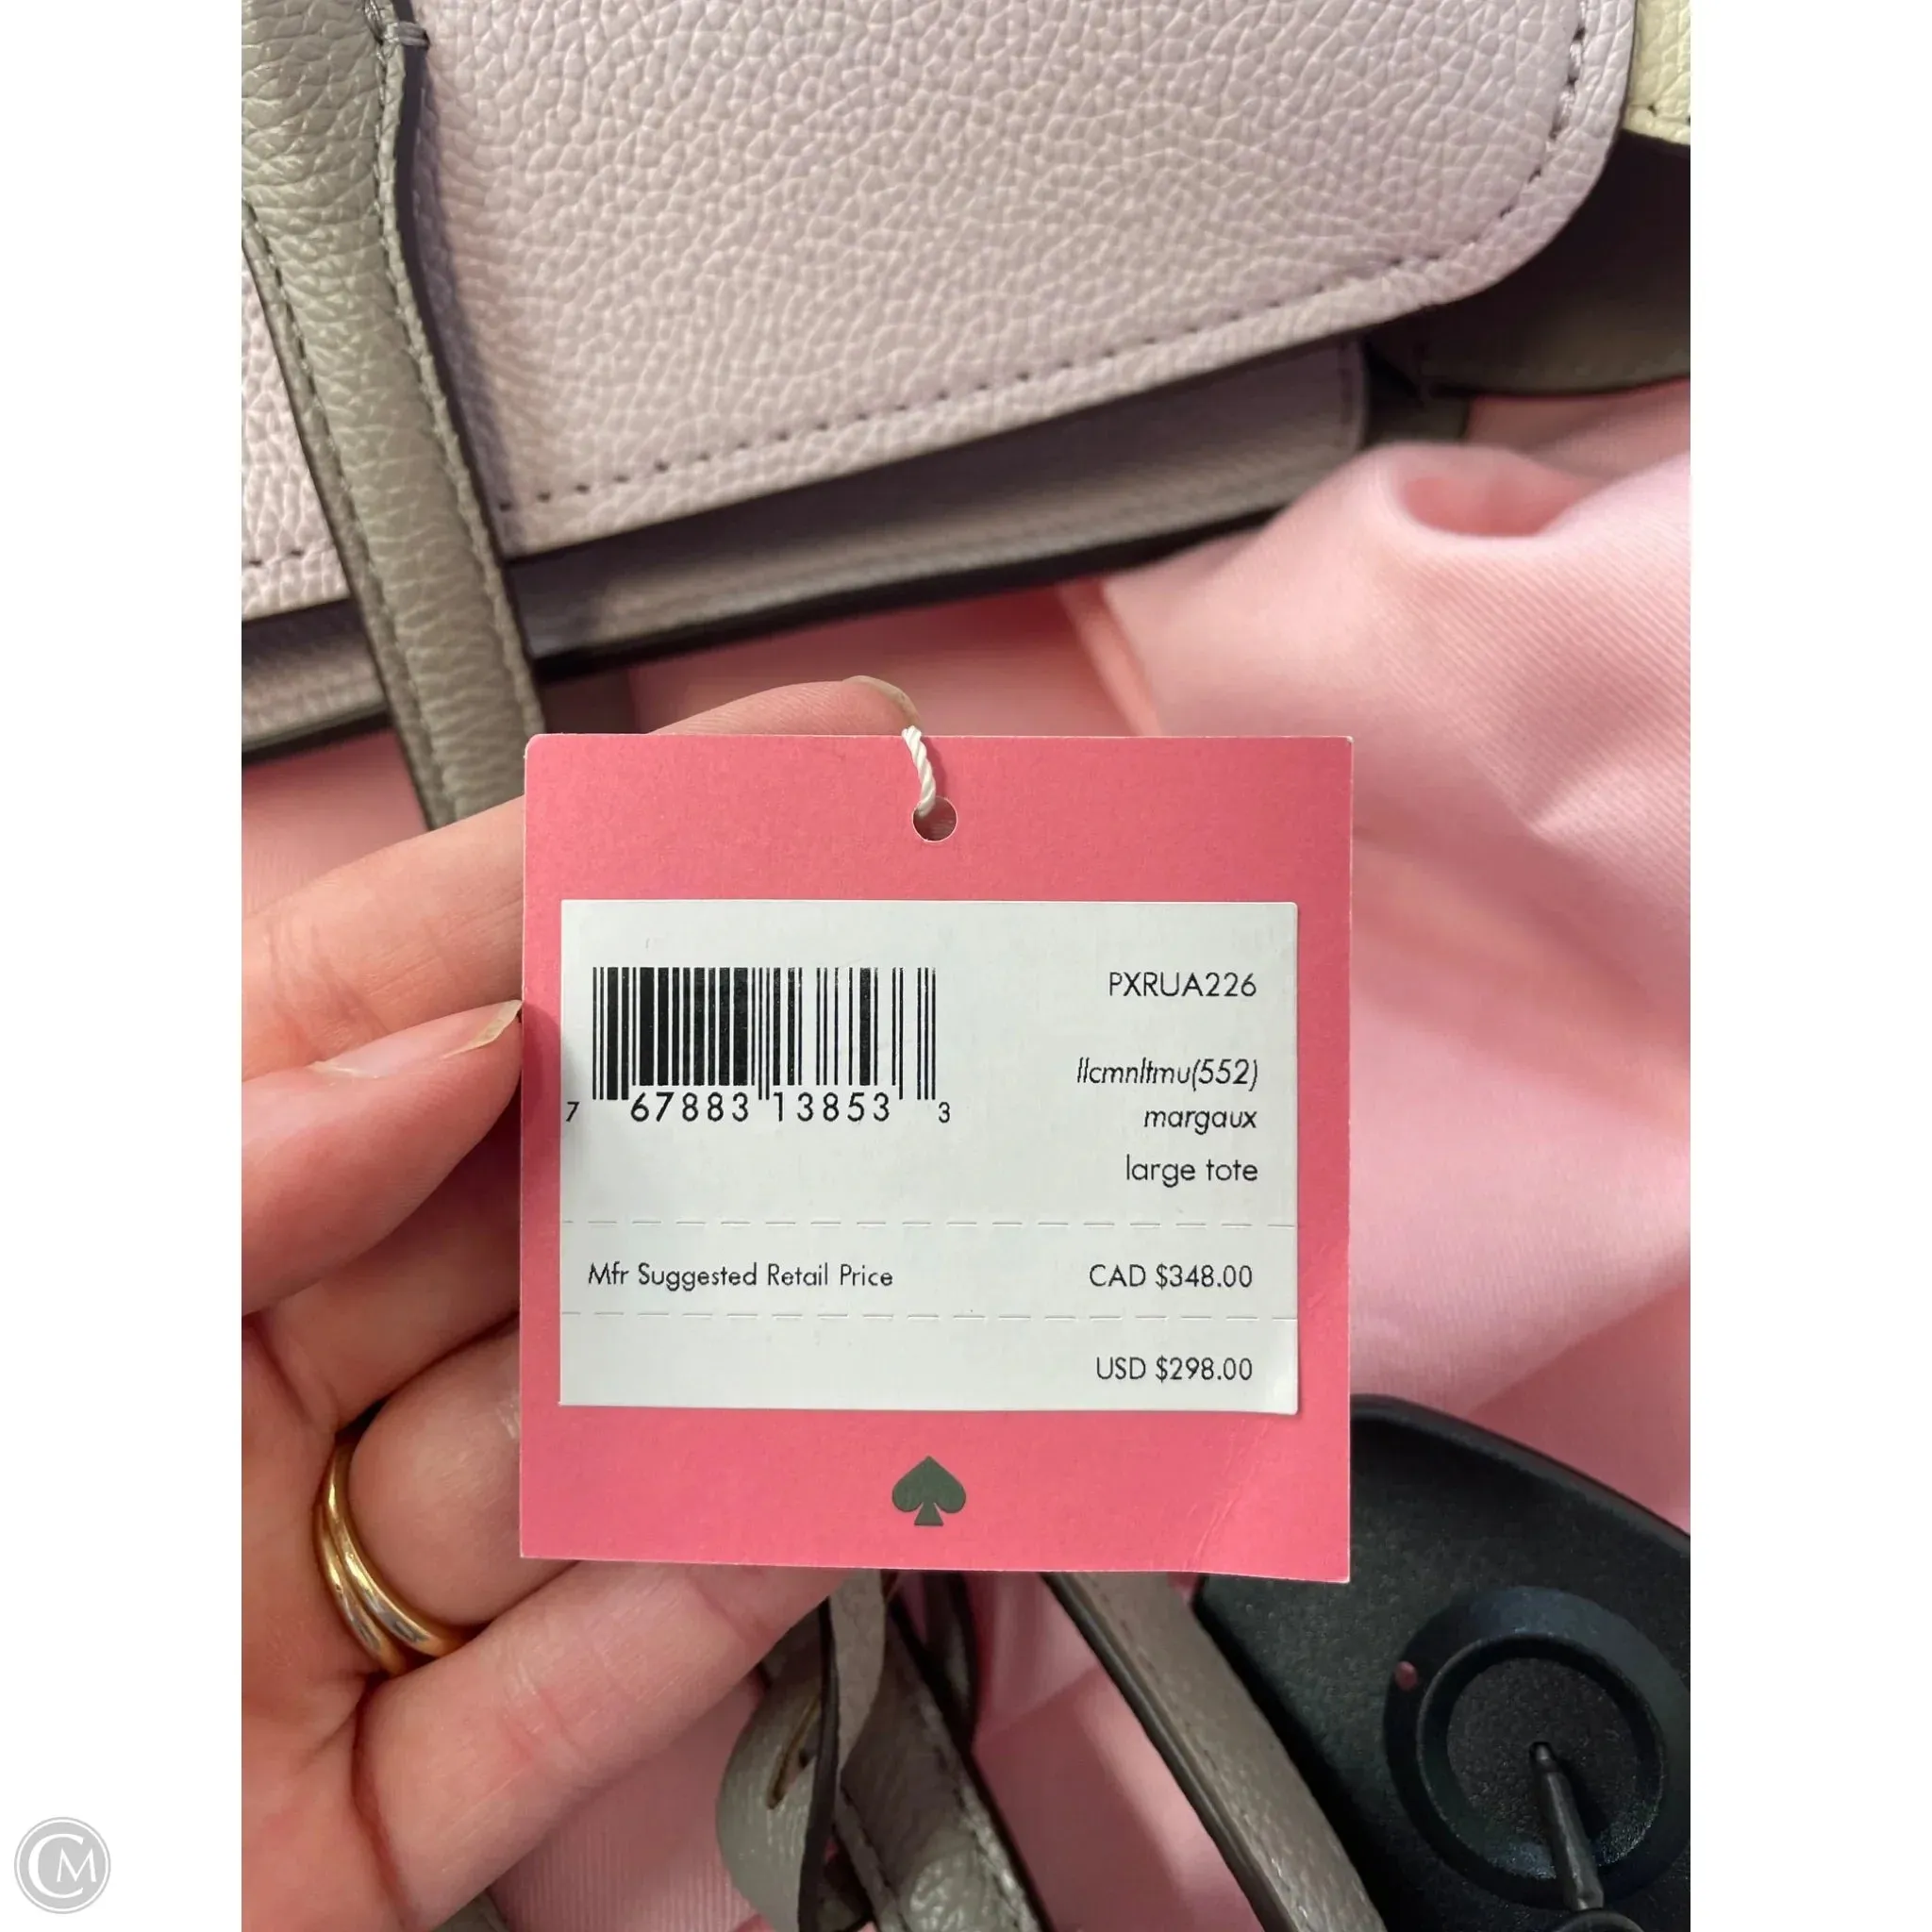 PXRUA226
7 67883 13853 3
llcmnltmu(552)
margaux
large tote
Mfr Suggested Retail Price CAD $348.00
USD $298.00
CM